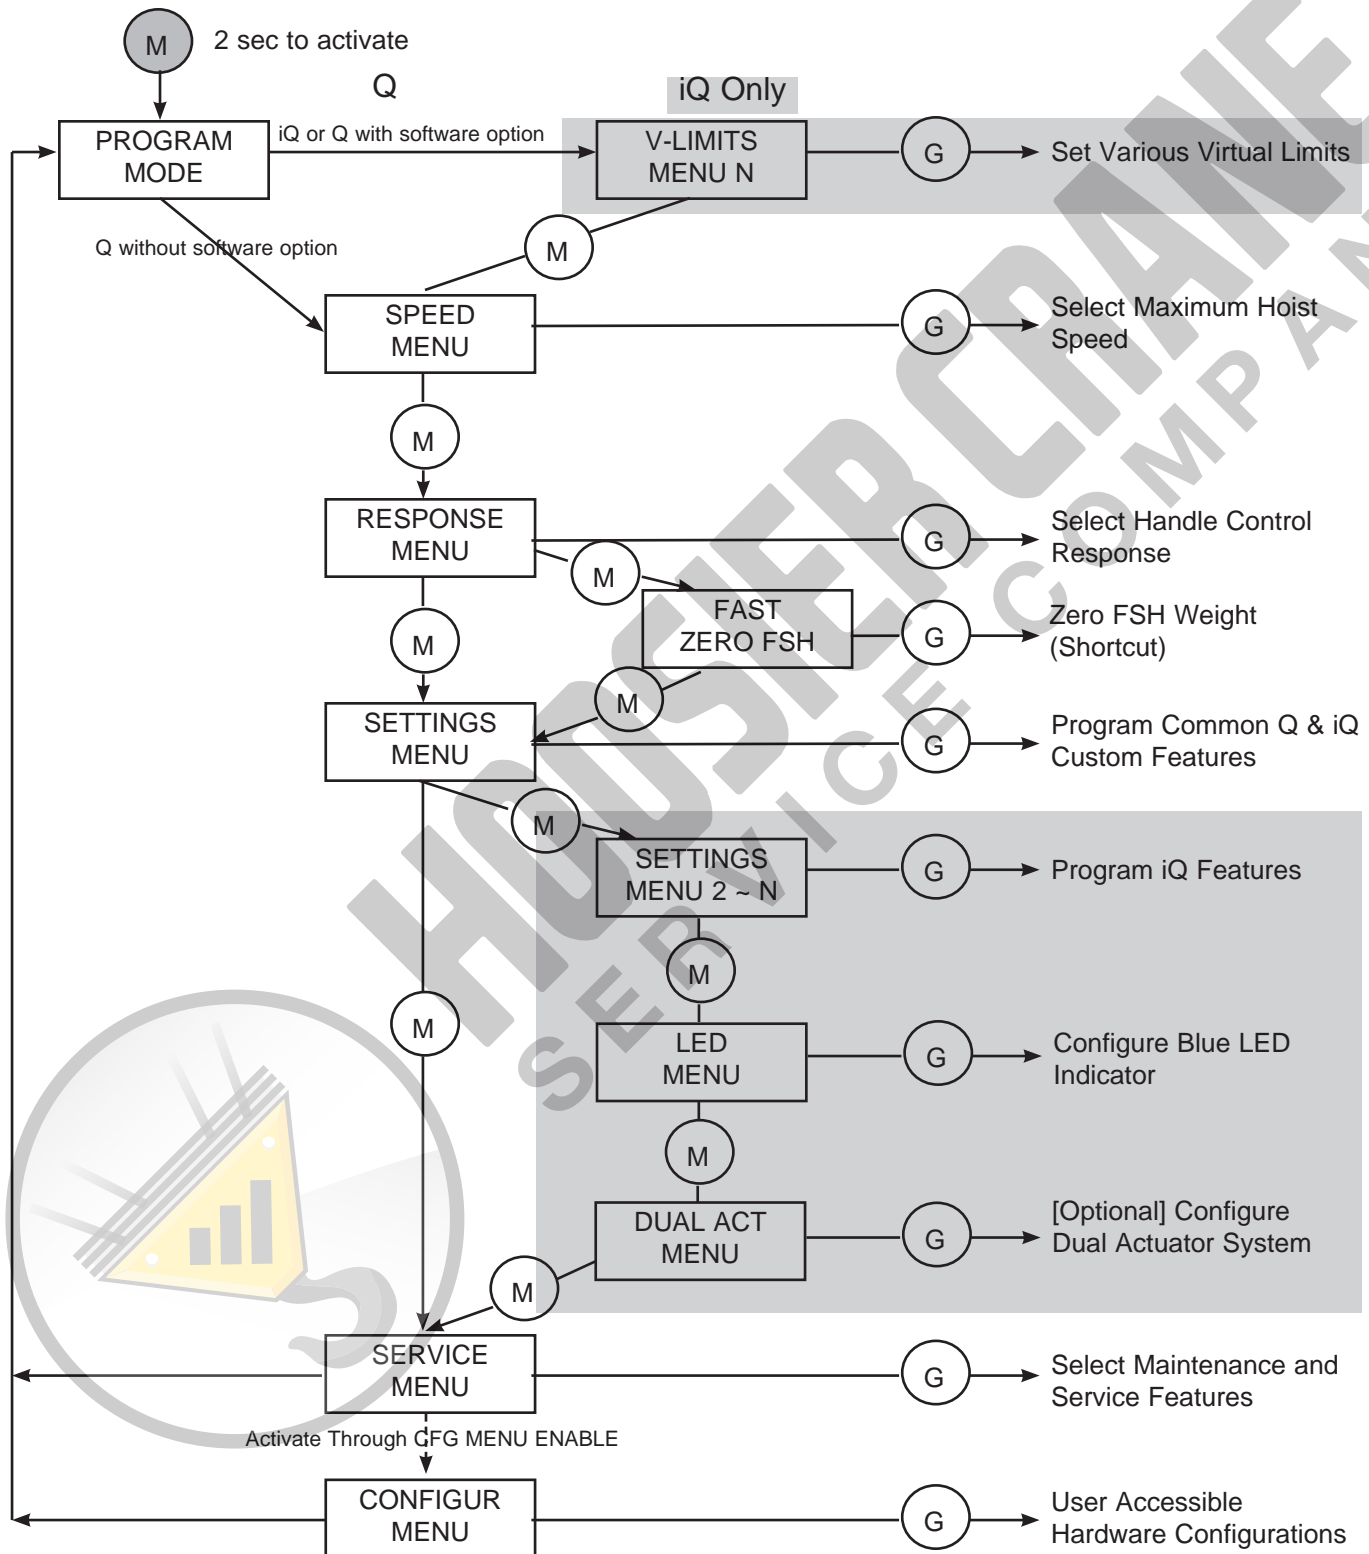 M
2 sec to activate
Q
iQ Only
PROGRAM
MODE
iQ or Q with software option
V-LIMITS
MENU N
G
Set Various Virtual Limits
Q without software option
M
SPEED
MENU
G
Select Maximum Hoist
Speed
M
RESPONSE
MENU
G
Select Handle Control
Response
M
FAST
ZERO FSH
G
Zero FSH Weight
(Shortcut)
M
M
SETTINGS
MENU
G
Program Common Q & iQ
Custom Features
M
SETTINGS
MENU 2 ~ N
G
Program iQ Features
M
M
LED
MENU
G
Configure Blue LED
Indicator
M
DUAL ACT
MENU
G
[Optional] Configure
Dual Actuator System
M
SERVICE
MENU
G
Select Maintenance and
Service Features
Activate Through CFG MENU ENABLE
CONFIGUR
MENU
G
User Accessible
Hardware Configurations
HOOSIER CRANE
SERVICE COMPAN